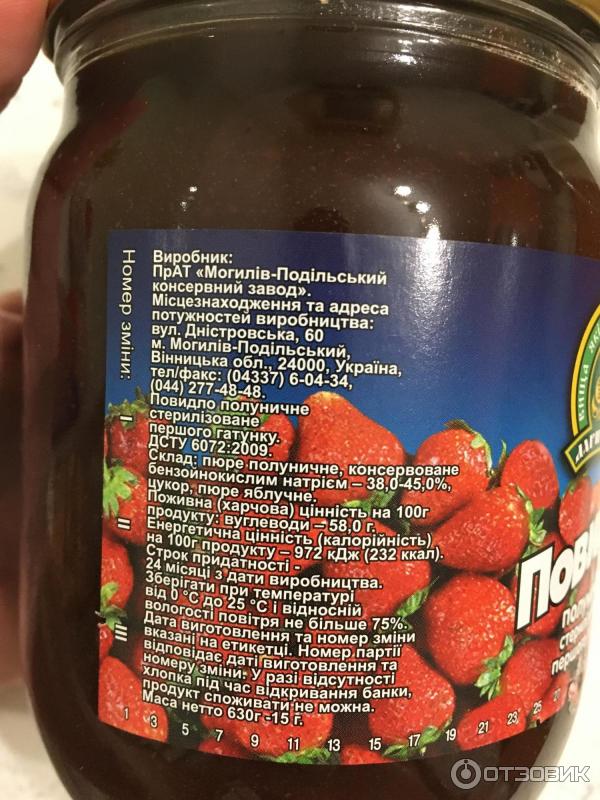 Номер зміни:
I
II
III
Виробник:
ПрАТ «Могилів-Подільський
консервний завод».
Місцезнаходження та адреса
потужностей виробництва:
вул. Дністровська, 60
м. Могилів-Подільський,
Вінницька обл., 24000, Україна,
тел/факс: (04337) 6-04-34,
(044) 277-48-48.
Повидло полуничне
стерилізоване
першого гатунку.
ДСТУ 6072:2009.
Склад: пюре полуничне, консервоване
бензойнокислим натрієм – 38,0-45,0%,
цукор, пюре яблучне.
Поживна (харчова) цінність на 100г
продукту: вуглеводи – 58,0 г.
Енергетична цінність (калорійність)
на 100г продукту – 972 кДж (232 ккал).
Строк придатності -
24 місяці з дати виробництва.
Зберігати при температурі
від 0 °С до 25 °С і відносній
вологості повітря не більше 75%.
Дата виготовлення та номер зміни
вказані на етикетці. Номер партії
відповідає даті виготовлення та
номеру зміни. У разі відсутності
хлопка під час відкривання банки,
продукт споживати не можна.
Маса нетто 630г -15 г.
1 3 5 7 9 11 13 15 17 19 21 23 25 27
ОТЗОВИК